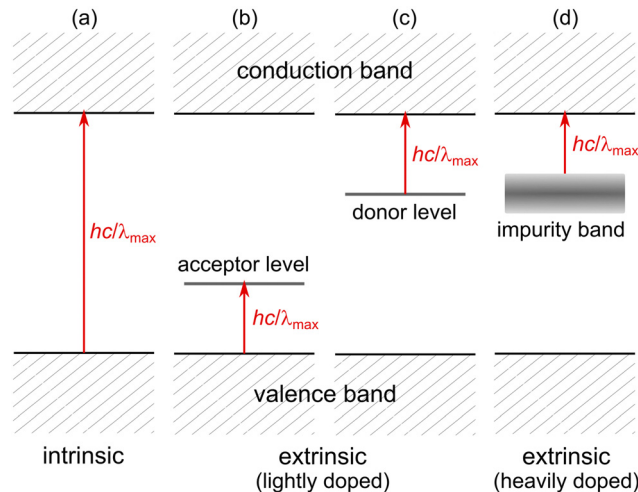 (a)
(b)
(c)
(d)
conduction band
hc/λmax
hc/λmax
hc/λmax
donor level
impurity band
acceptor level
hc/λmax
valence band
intrinsic
extrinsic
(lightly doped)
extrinsic
(heavily doped)